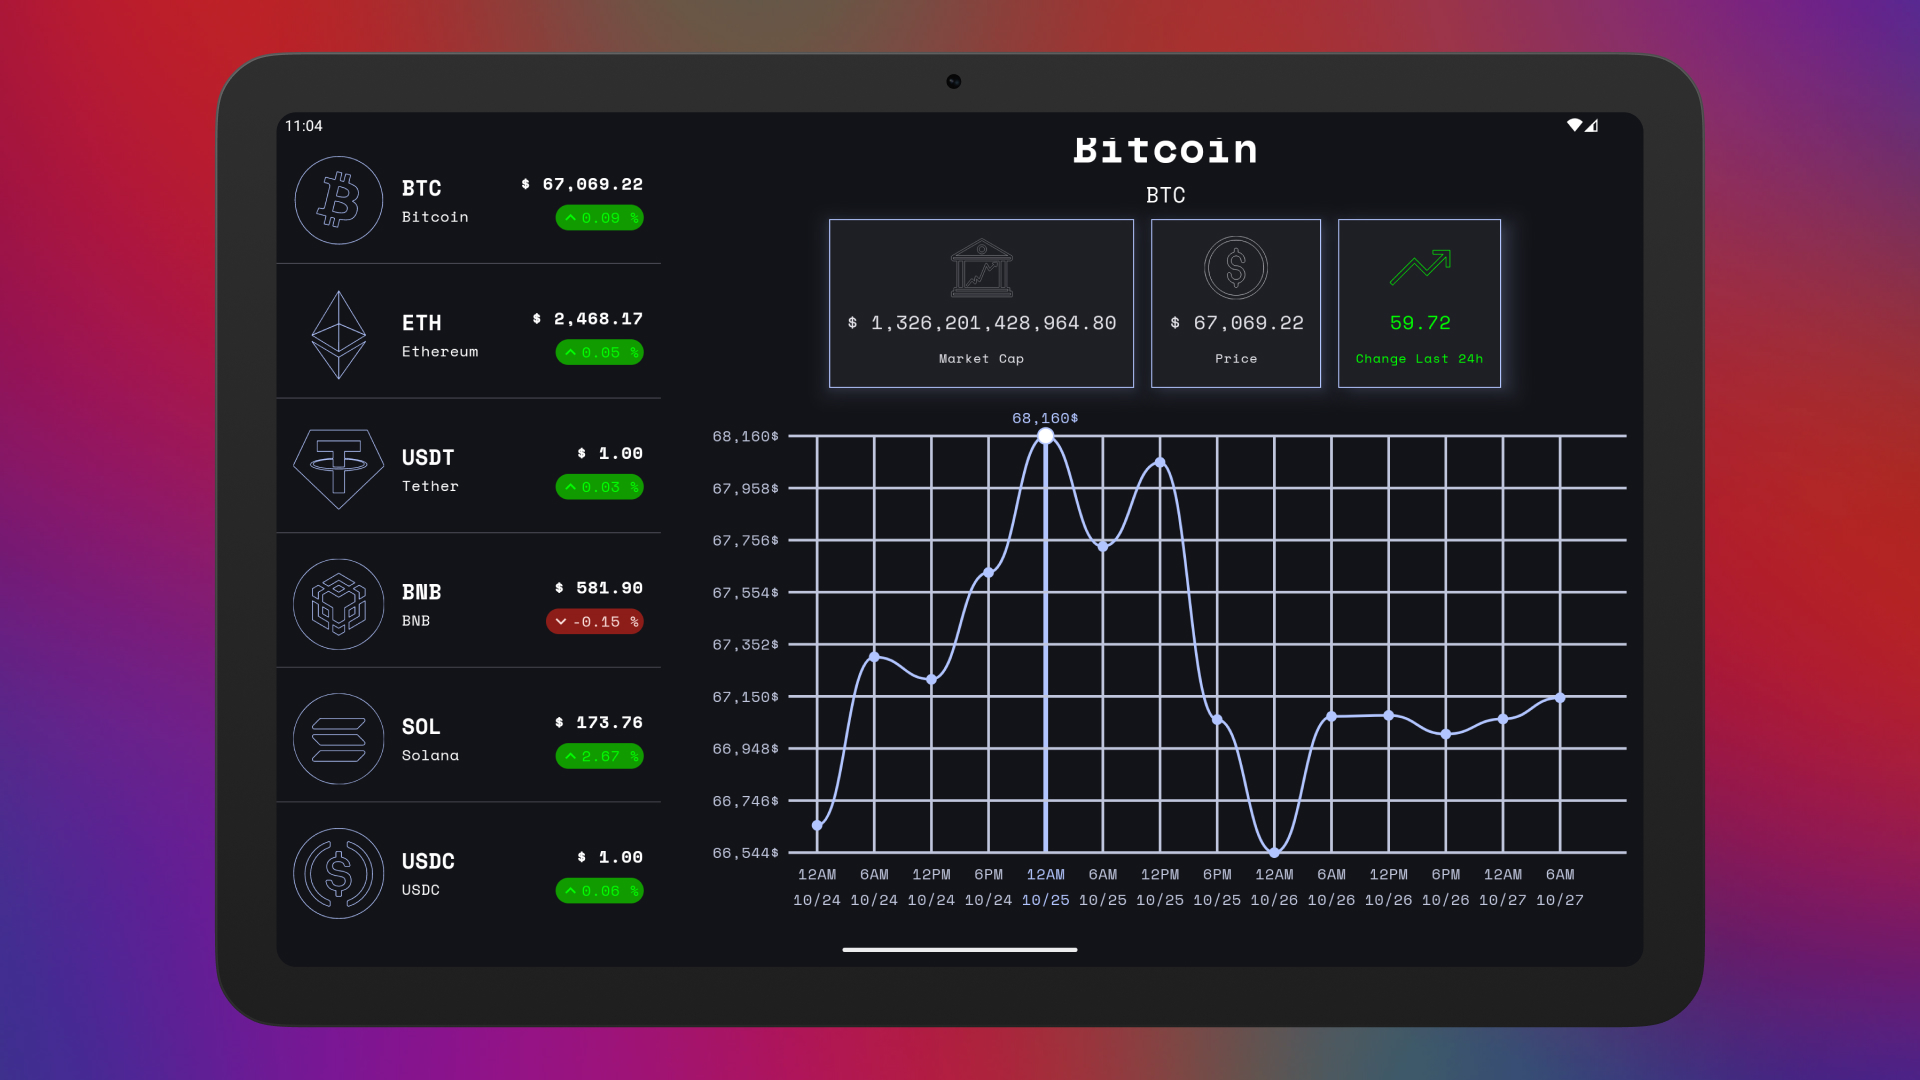 11:04
BTC
Bitcoin
$ 67,069.22
0.09 %
ETH
Ethereum
$ 2,468.17
0.05 %
USDT
Tether
$ 1.00
0.03 %
BNB
BNB
$ 581.90
-0.15 %
SOL
Solana
$ 173.76
2.67 %
USDC
USDC
$ 1.00
0.06 %
Bitcoin
BTC
$ 1,326,201,428,964.80
Market Cap
$ 67,069.22
Price
59.72
Change Last 24h
68,160$
68,160$
67,958$
67,756$
67,554$
67,352$
67,150$
66,948$
66,746$
66,544$
12AM 6AM 12PM 6PM 12AM 6AM 12PM 6PM 12AM 6AM 12PM 6PM 12AM 6AM
10/24 10/24 10/24 10/24 10/25 10/25 10/25 10/25 10/26 10/26 10/26 10/26 10/27 10/27